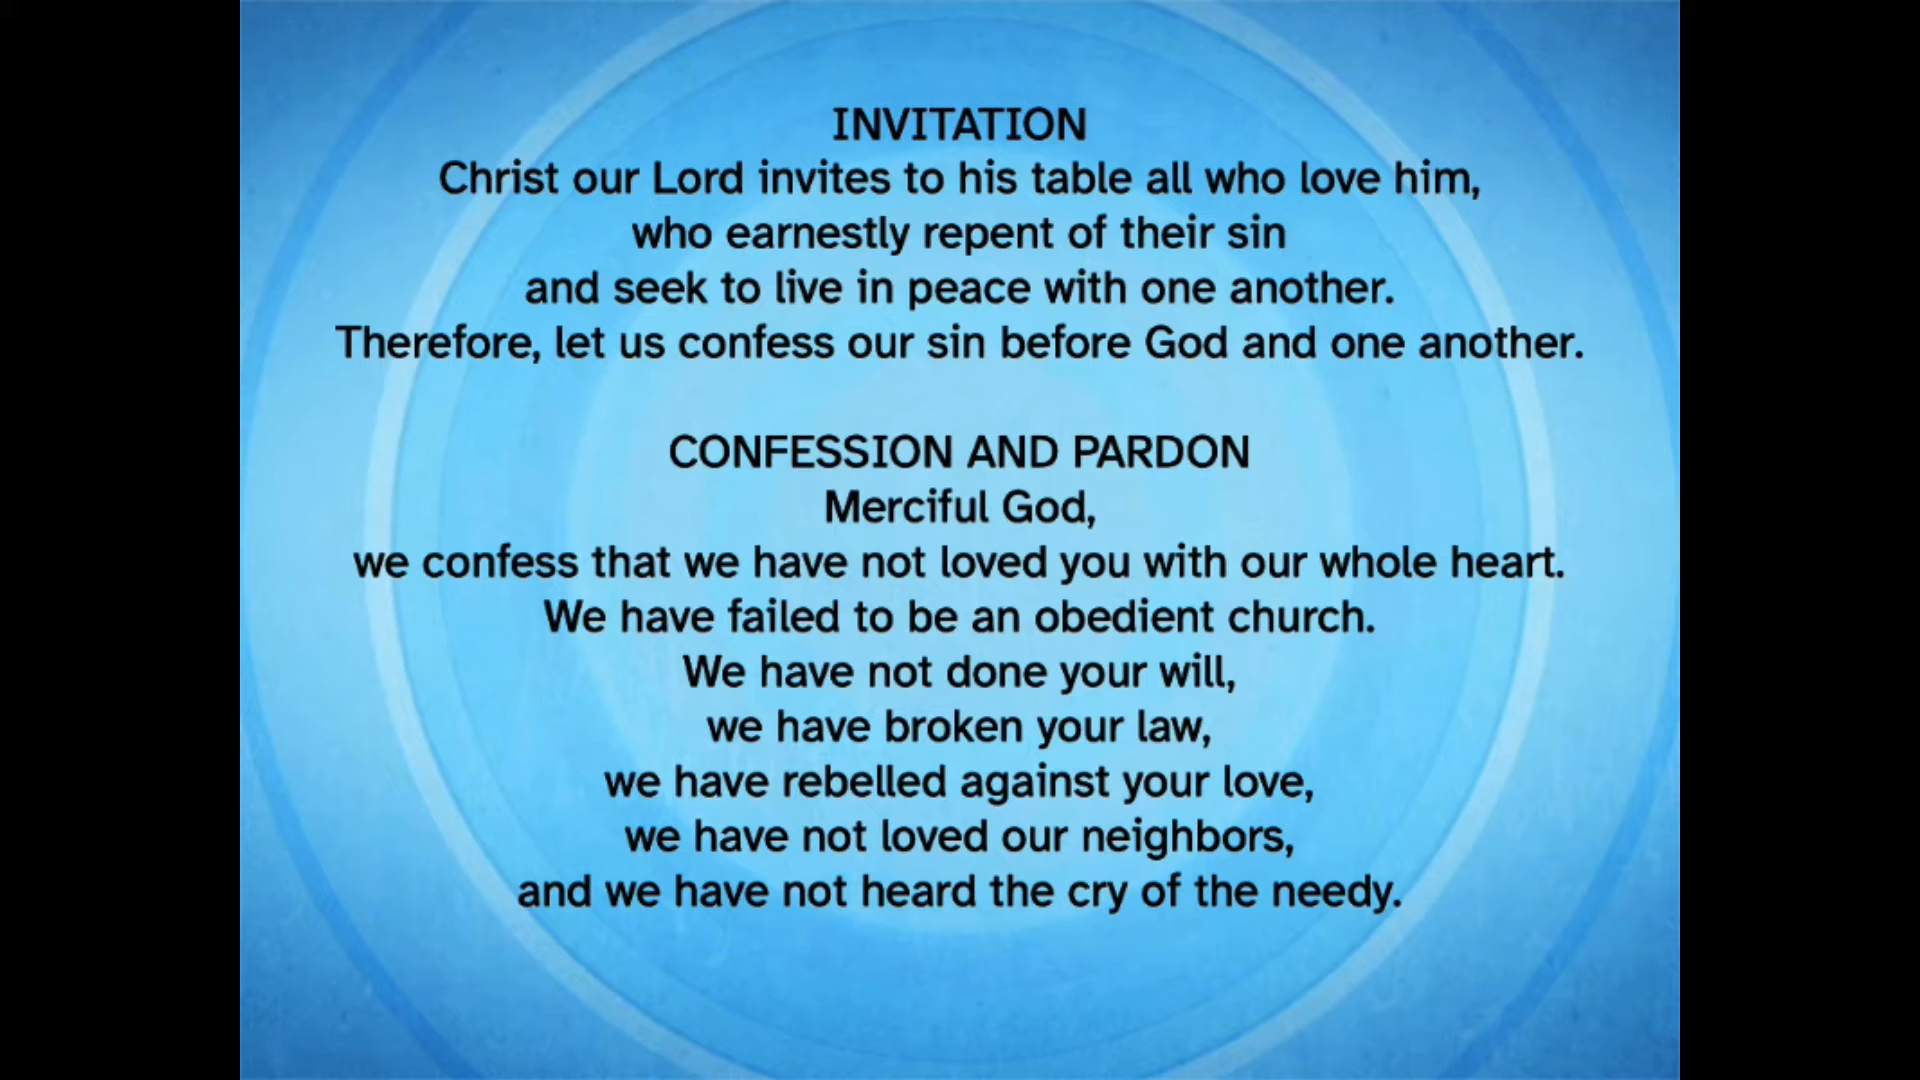 INVITATION
Christ our Lord invites to his table all who love him,
who earnestly repent of their sin
and seek to live in peace with one another.
Therefore, let us confess our sin before God and one another.
CONFESSION AND PARDON
Merciful God,
we confess that we have not loved you with our whole heart.
We have failed to be an obedient church.
We have not done your will,
we have broken your law,
we have rebelled against your love,
we have not loved our neighbors,
and we have not heard the cry of the needy.